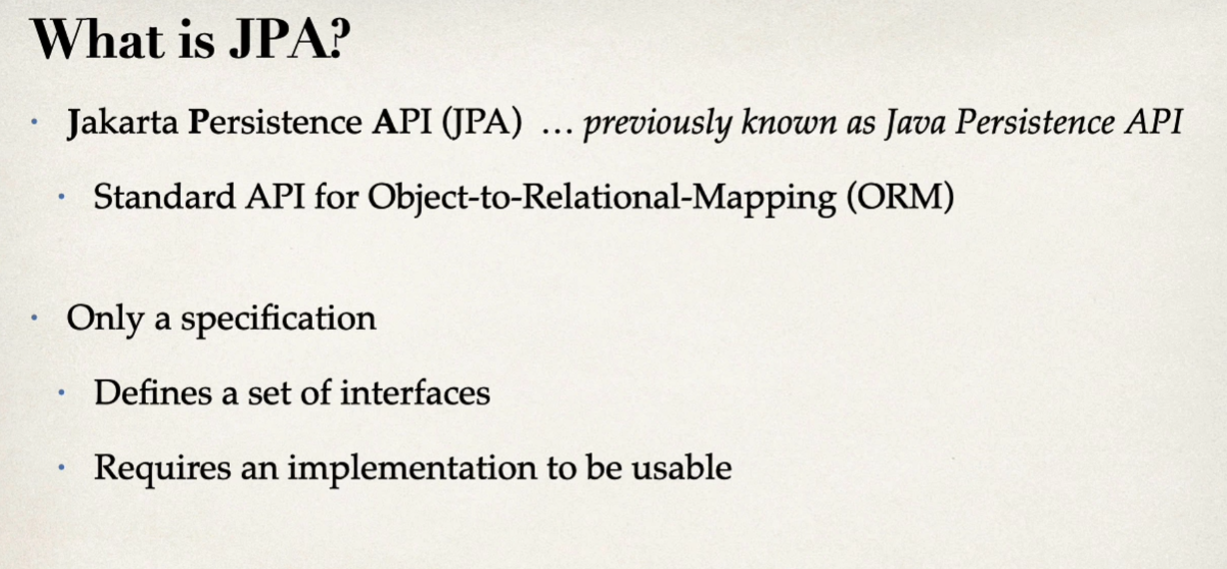 What is JPA?
• Jakarta Persistence API (JPA) … previously known as Java Persistence API
• Standard API for Object-to-Relational-Mapping (ORM)
• Only a specification
• Defines a set of interfaces
• Requires an implementation to be usable